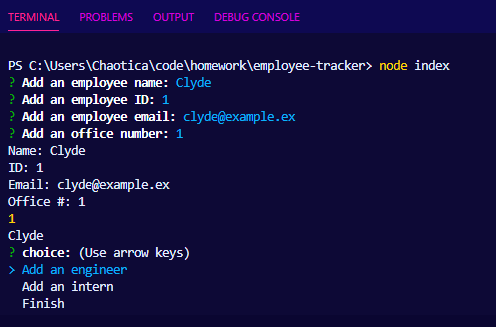 TERMINAL PROBLEMS OUTPUT DEBUG CONSOLE
PS C:\Users\Chaotica\code\homework\employee-tracker> node index
? Add an employee name: Clyde
? Add an employee ID: 1
? Add an employee email: clyde@example.ex
? Add an office number: 1
Name: Clyde
ID: 1
Email: clyde@example.ex
Office #: 1
1
Clyde
? choice: (Use arrow keys)
> Add an engineer
Add an intern
Finish